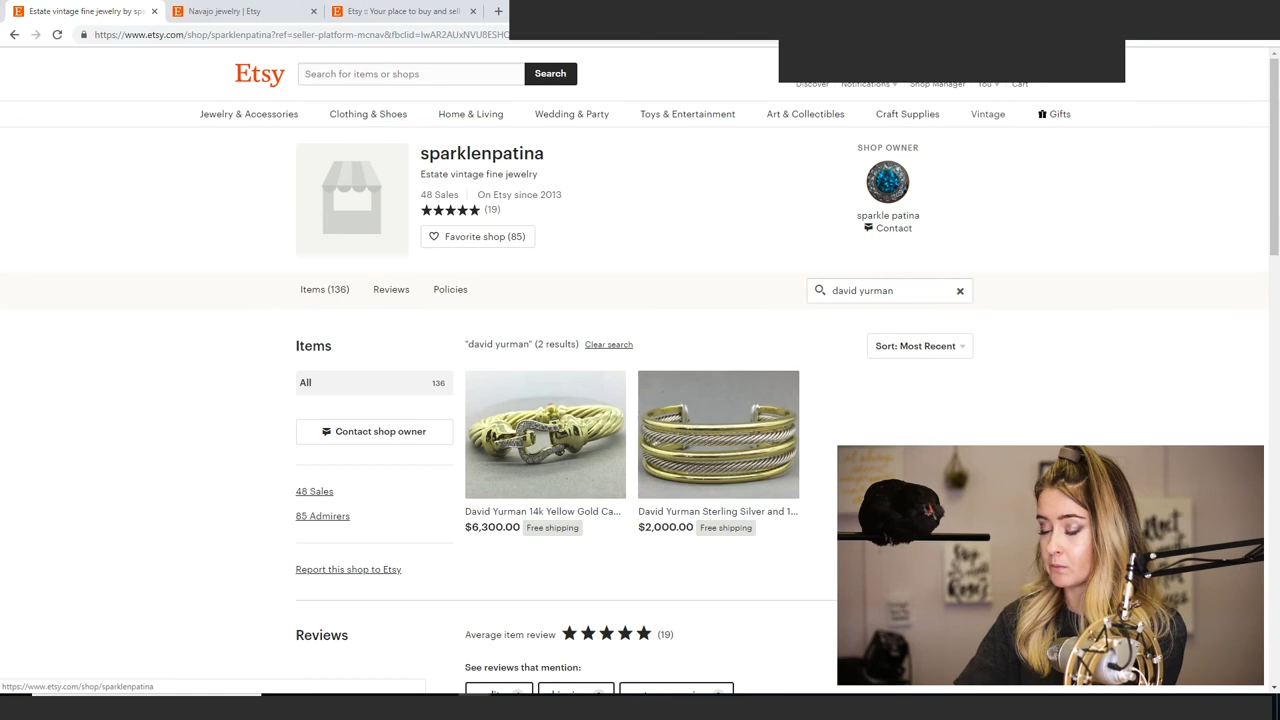 Estate vintage fine jewelry by spa
Navajo jewelry | Etsy
Etsy :: Your place to buy and sell
https://www.etsy.com/shop/sparklenpatina?ref=seller-platform-mcnav&fbclid=IwAR2AUxNVU8ESHC
Etsy
Search for items or shops
Search
Discover
Notifications
Shop Manager
You
Cart
Jewelry & Accessories
Clothing & Shoes
Home & Living
Wedding & Party
Toys & Entertainment
Art & Collectibles
Craft Supplies
Vintage
Gifts
sparklenpatina
Estate vintage fine jewelry
48 Sales
On Etsy since 2013
(19)
Favorite shop (85)
SHOP OWNER
sparkle patina
Contact
Items (136)
Reviews
Policies
david yurman
Items
"david yurman" (2 results) Clear search
Sort: Most Recent
All 136
Contact shop owner
48 Sales
85 Admirers
Report this shop to Etsy
David Yurman 14k Yellow Gold Ca...
$6,300.00 Free shipping
David Yurman Sterling Silver and 1...
$2,000.00 Free shipping
Reviews
Average item review (19)
See reviews that mention:
https://www.etsy.com/shop/sparklenpatina